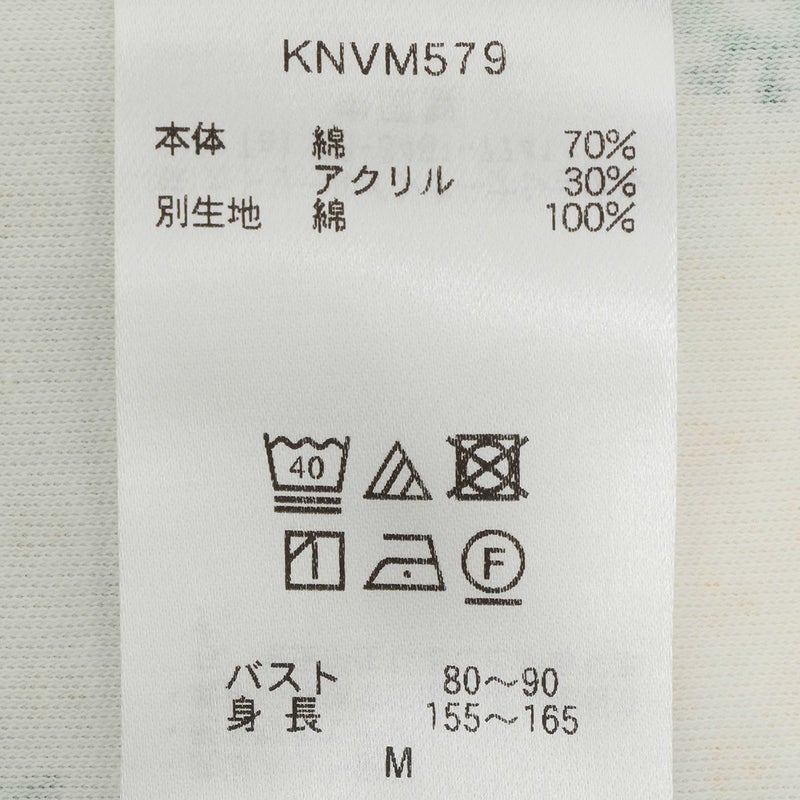 KNVM579
本体 綿 70%
アクリル 30%
別生地 綿 100%
40
F
バスト 80～90
身長 155～165
M